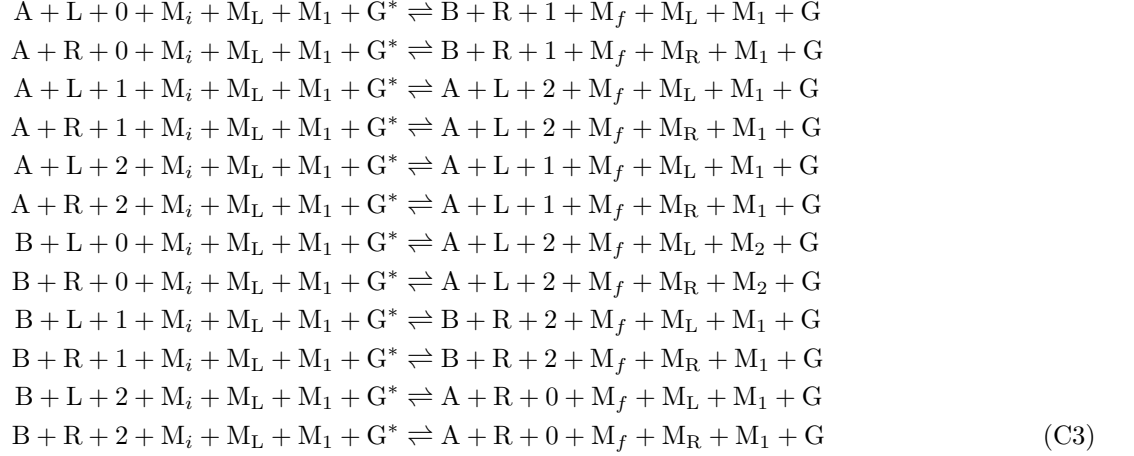 A + L + 0 + M_i + M_L + M_1 + G* ⇌ B + R + 1 + M_f + M_L + M_1 + G
A + R + 0 + M_i + M_L + M_1 + G* ⇌ B + R + 1 + M_f + M_R + M_1 + G
A + L + 1 + M_i + M_L + M_1 + G* ⇌ A + L + 2 + M_f + M_L + M_1 + G
A + R + 1 + M_i + M_L + M_1 + G* ⇌ A + L + 2 + M_f + M_R + M_1 + G
A + L + 2 + M_i + M_L + M_1 + G* ⇌ A + L + 1 + M_f + M_L + M_1 + G
A + R + 2 + M_i + M_L + M_1 + G* ⇌ A + L + 1 + M_f + M_R + M_1 + G
B + L + 0 + M_i + M_L + M_1 + G* ⇌ A + L + 2 + M_f + M_L + M_2 + G
B + R + 0 + M_i + M_L + M_1 + G* ⇌ A + L + 2 + M_f + M_R + M_2 + G
B + L + 1 + M_i + M_L + M_1 + G* ⇌ B + R + 2 + M_f + M_L + M_1 + G
B + R + 1 + M_i + M_L + M_1 + G* ⇌ B + R + 2 + M_f + M_R + M_1 + G
B + L + 2 + M_i + M_L + M_1 + G* ⇌ A + R + 0 + M_f + M_L + M_1 + G
B + R + 2 + M_i + M_L + M_1 + G* ⇌ A + R + 0 + M_f + M_R + M_1 + G (C3)